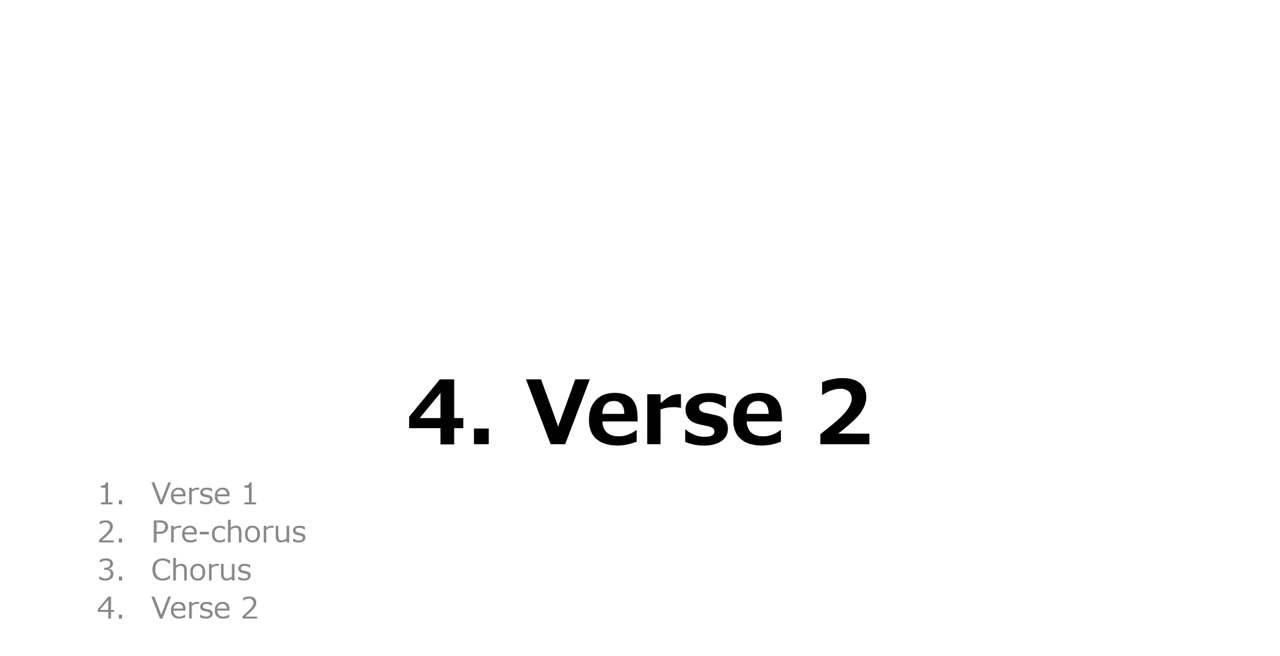 4. Verse 2
1. Verse 1
2. Pre-chorus
3. Chorus
4. Verse 2